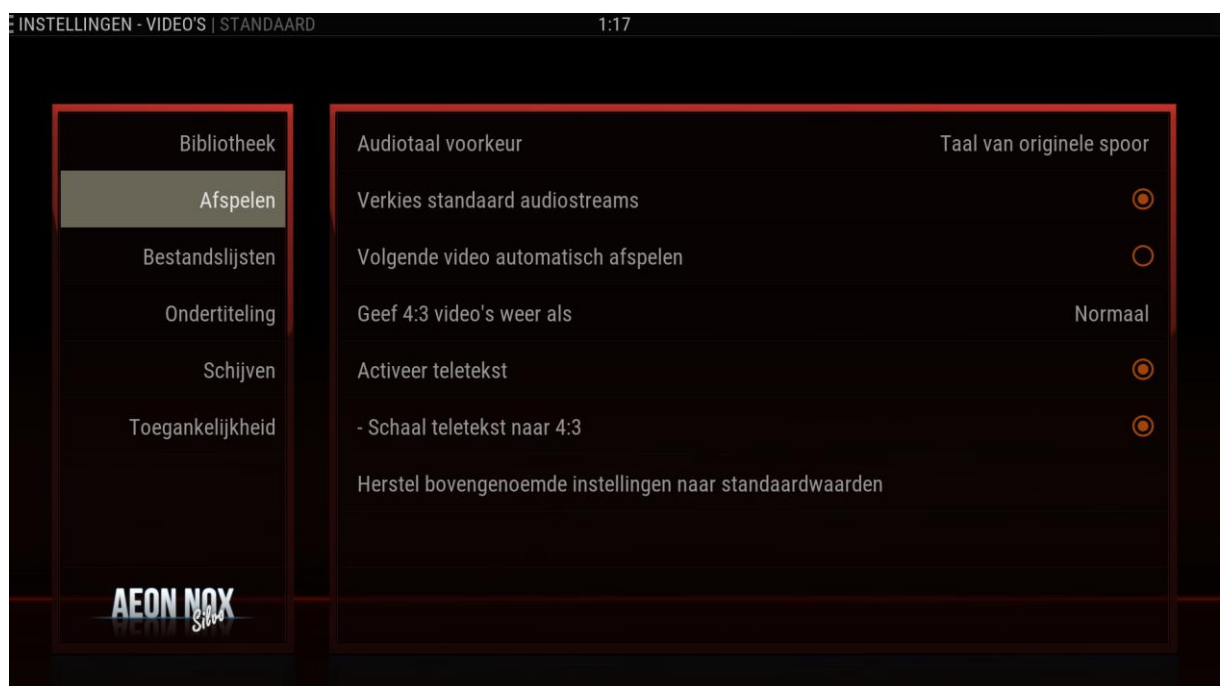 INSTELLINGEN - VIDEO'S | STANDAARD
1:17
Bibliotheek
Afspelen
Bestandslijsten
Ondertiteling
Schijven
Toegankelijkheid
Audiotaal voorkeur Taal van originele spoor
Verkies standaard audiostreams
Volgende video automatisch afspelen
Geef 4:3 video's weer als Normaal
Activeer teletekst
- Schaal teletekst naar 4:3
Herstel bovengenoemde instellingen naar standaardwaarden
AEON NOX
Silvo